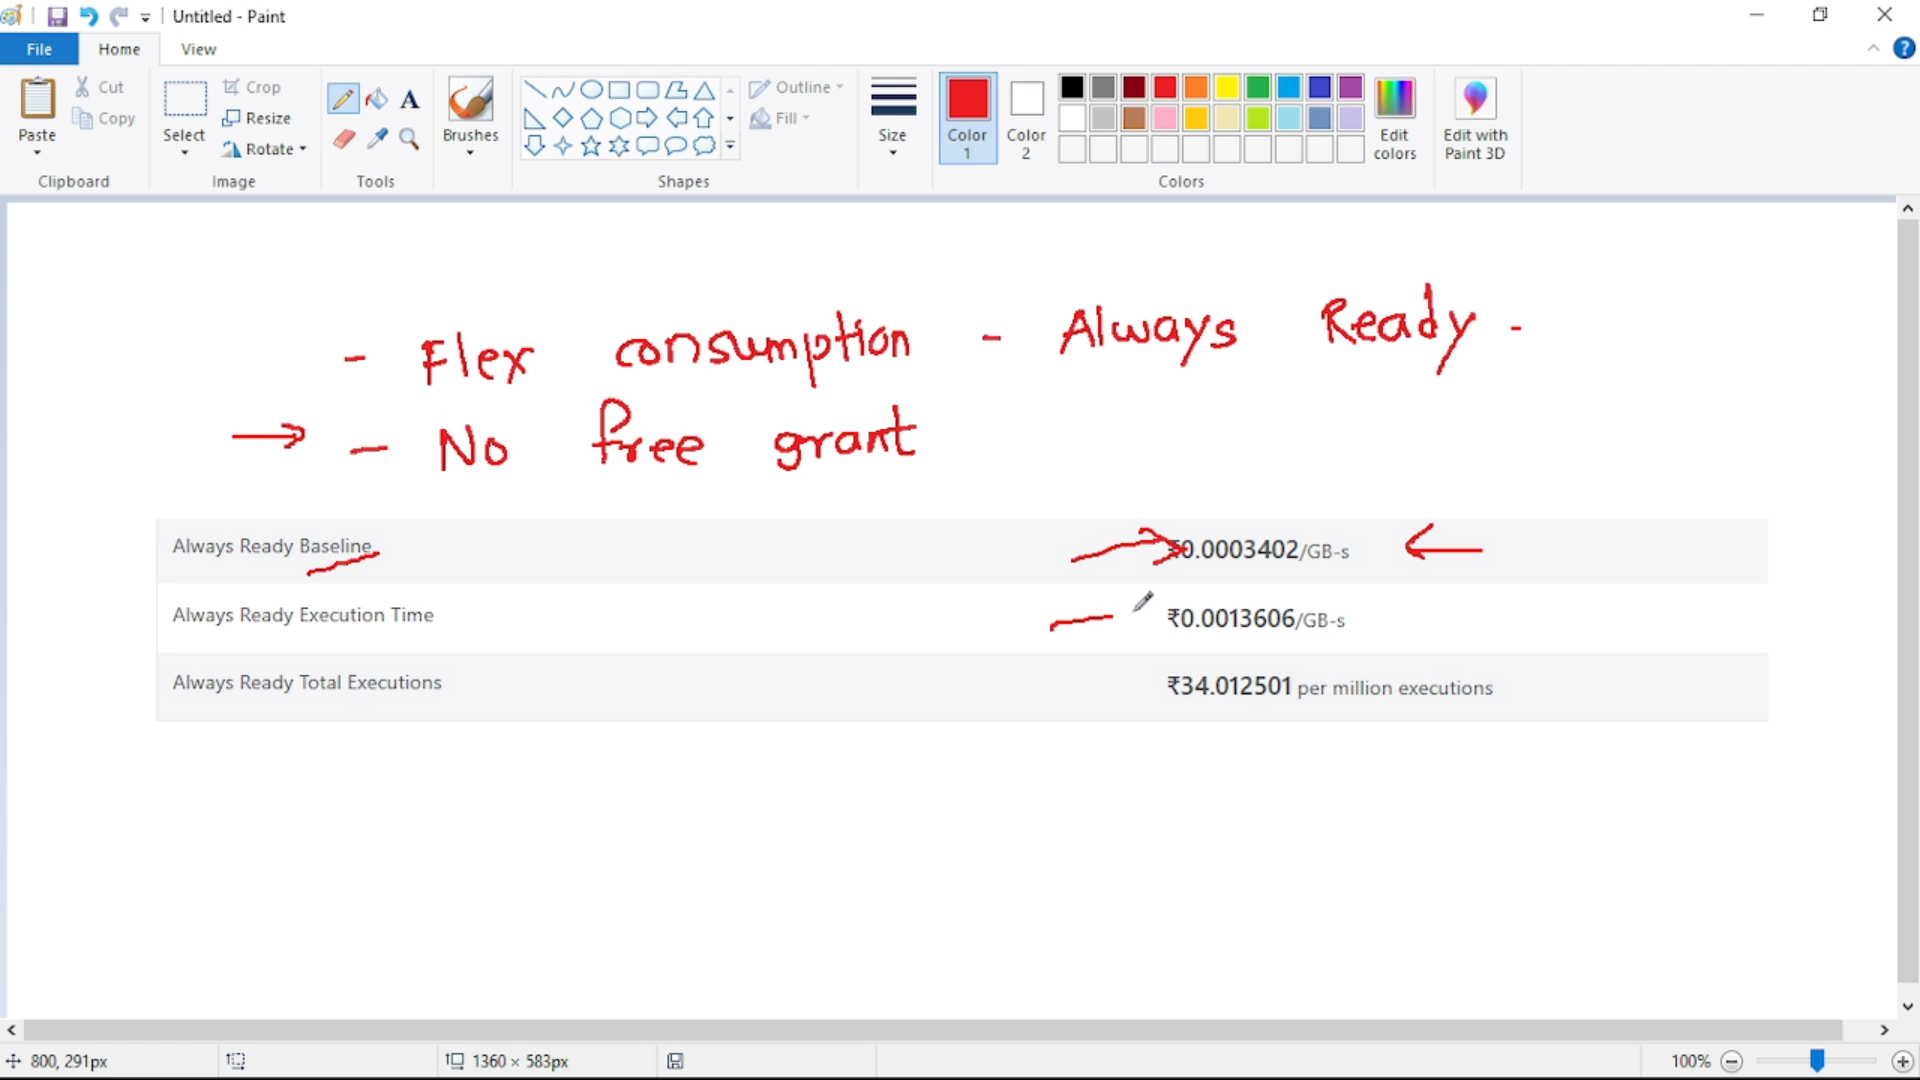 Untitled - Paint
File Home View
Paste Cut Copy Clipboard
Select Crop Resize Rotate Image
Tools
Brushes
Outline Fill Shapes
Size
Color 1 Color 2 Edit colors Colors
Edit with Paint 3D
- Flex consumption - Always Ready -
→ - No free grant
Always Ready Baseline ₹0.0003402/GB-s
Always Ready Execution Time ₹0.0013606/GB-s
Always Ready Total Executions ₹34.012501 per million executions
800, 291px 1360 × 583px 100%